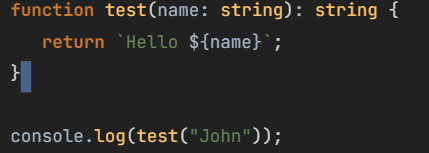 function test(name: string): string {
   return `Hello ${name}`;
}
console.log(test("John"));